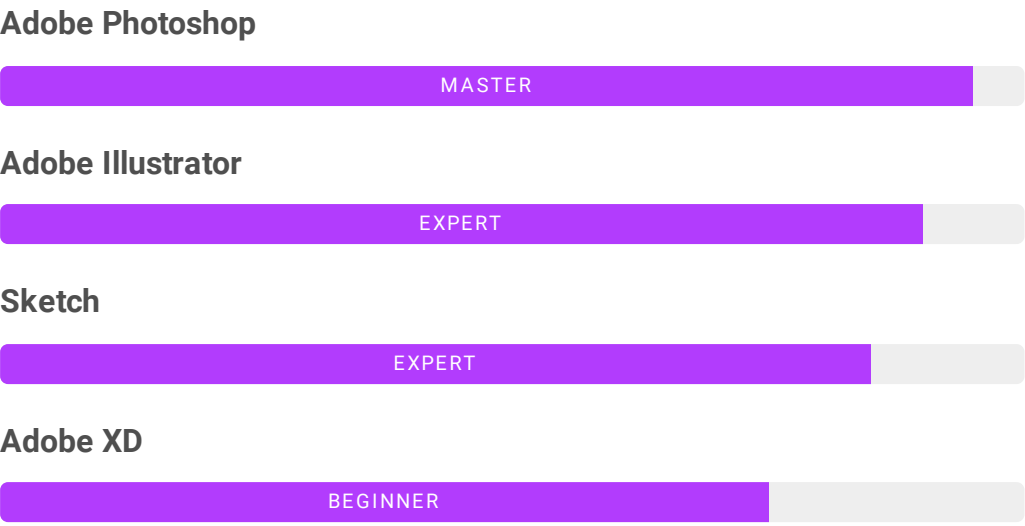 Adobe Photoshop
MASTER
Adobe Illustrator
EXPERT
Sketch
EXPERT
Adobe XD
BEGINNER